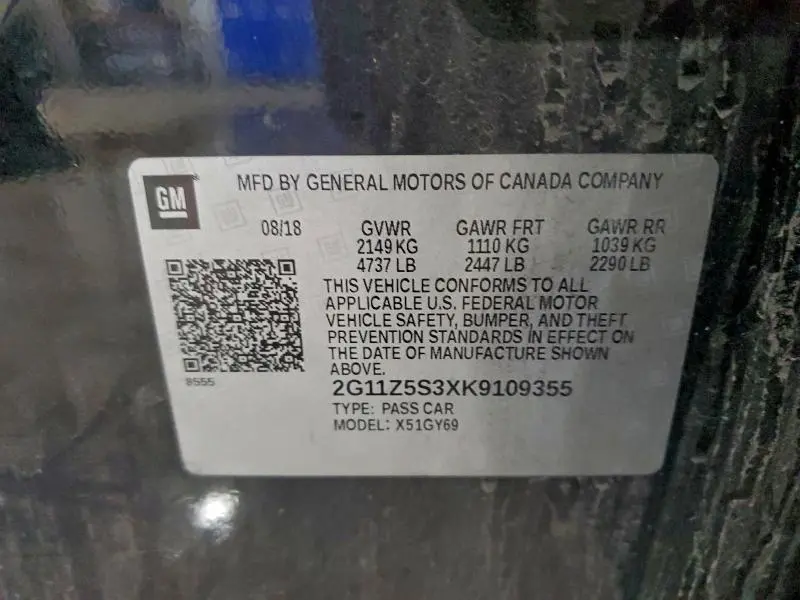 GM
MFD BY GENERAL MOTORS OF CANADA COMPANY
08/18 GVWR GAWR FRT GAWR RR
2149 KG 1110 KG 1039 KG
4737 LB 2447 LB 2290 LB
THIS VEHICLE CONFORMS TO ALL
APPLICABLE U.S. FEDERAL MOTOR
VEHICLE SAFETY, BUMPER, AND THEFT
PREVENTION STANDARDS IN EFFECT ON
THE DATE OF MANUFACTURE SHOWN
ABOVE.
8555
2G11Z5S3XK9109355
TYPE: PASS CAR
MODEL: X51GY69